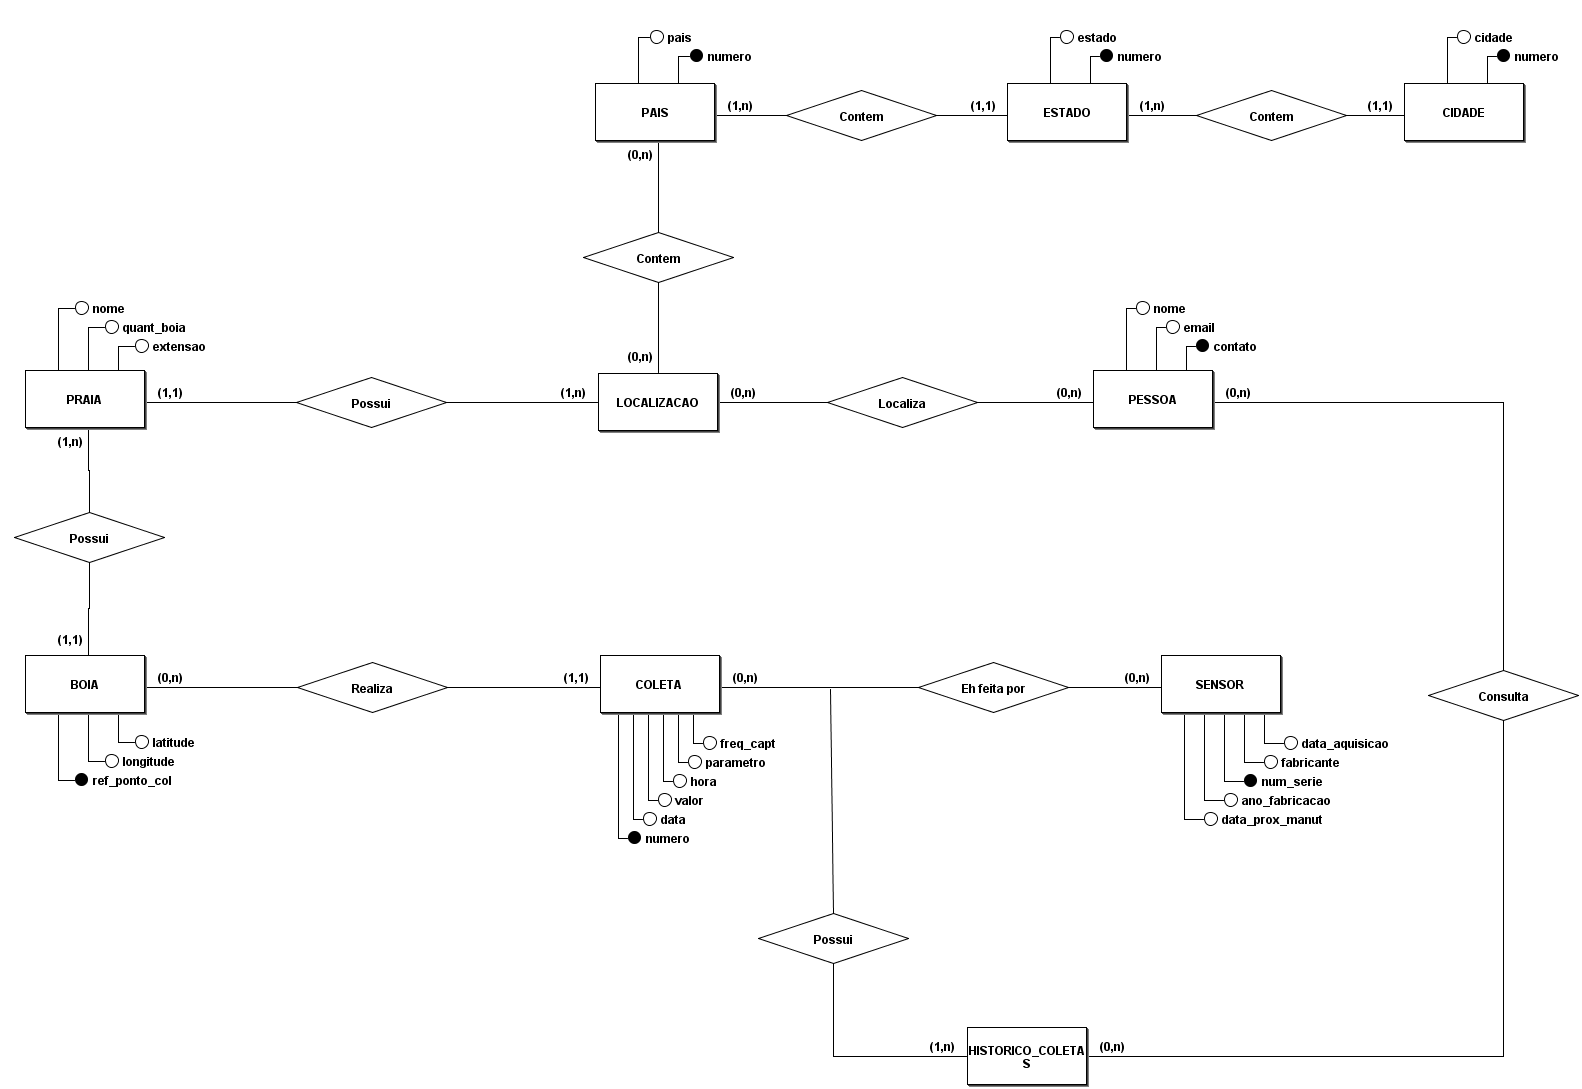 pais
numero
estado
numero
cidade
numero
PAIS
(1,n)
Contem
(1,1)
ESTADO
(1,n)
Contem
(1,1)
CIDADE
(0,n)
Contem
(0,n)
nome
quant_boia
extensao
PRAIA
(1,1)
Possui
(1,n)
LOCALIZACAO
(0,n)
Localiza
(0,n)
nome
email
contato
PESSOA
(0,n)
(1,n)
Possui
(1,1)
BOIA
(0,n)
Realiza
(1,1)
COLETA
(0,n)
Eh feita por
(0,n)
SENSOR
Consulta
latitude
longitude
ref_ponto_col
freq_capt
parametro
hora
valor
data
numero
data_aquisicao
fabricante
num_serie
ano_fabricacao
data_prox_manut
Possui
(1,n)
HISTORICO_COLETA
S
(0,n)